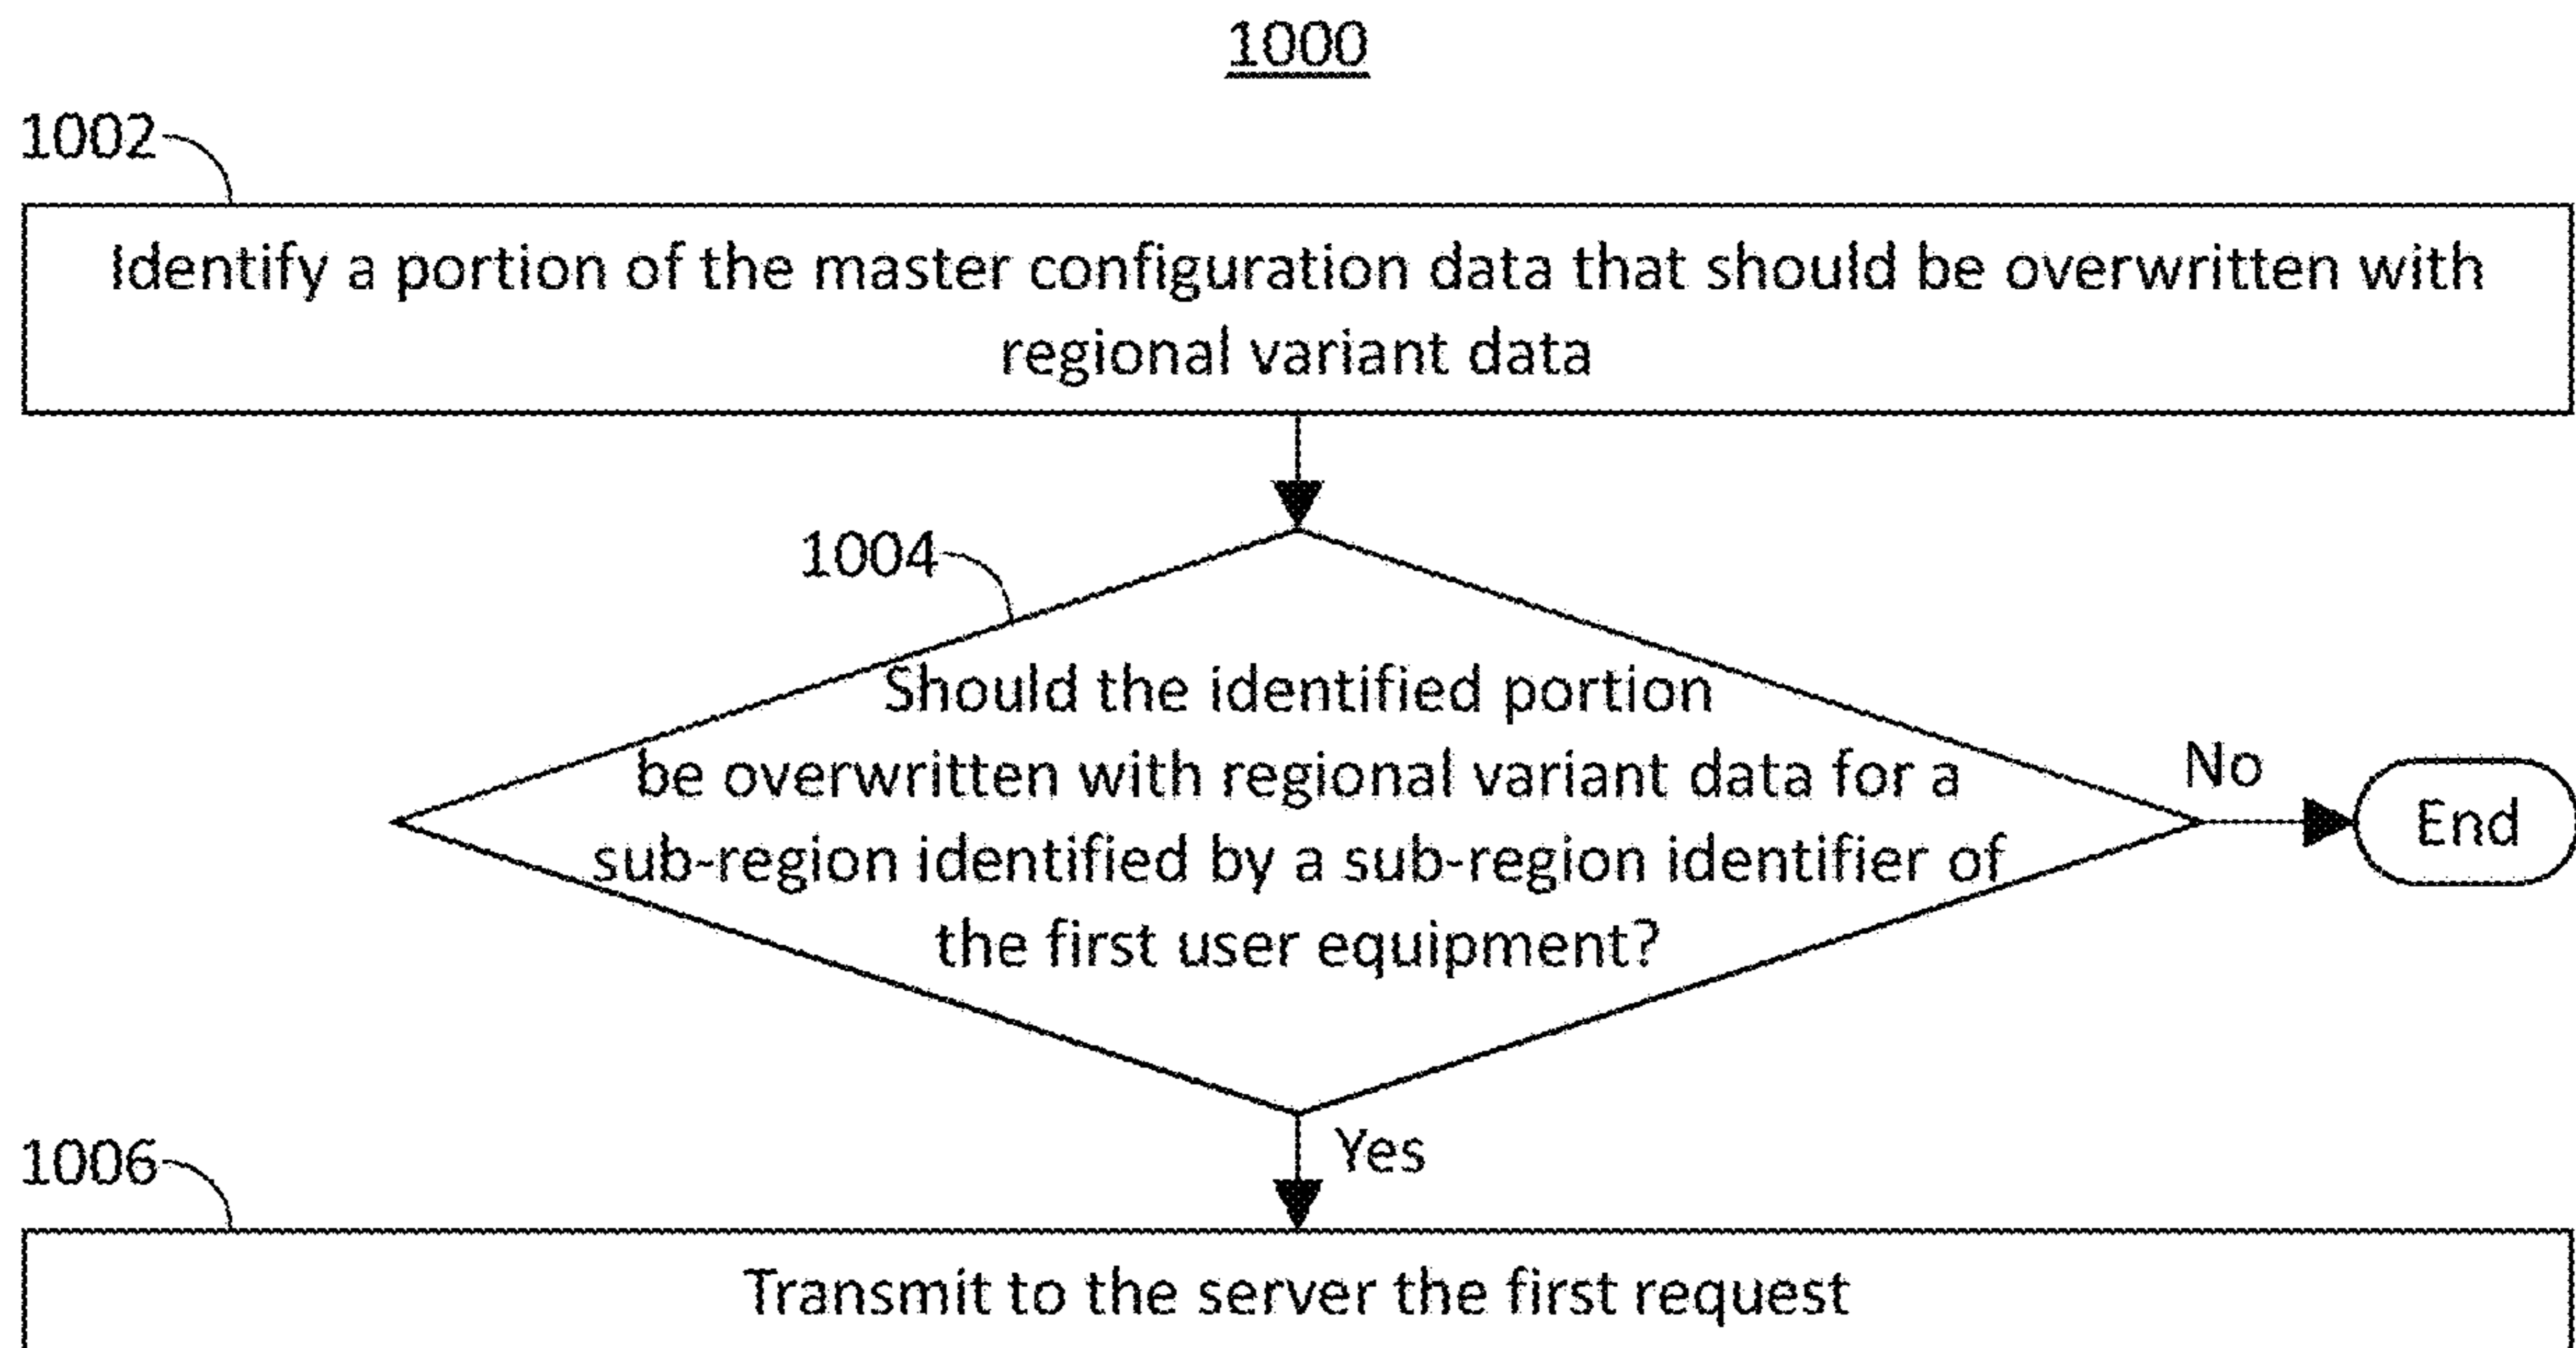 1000
1002
Identify a portion of the master configuration data that should be overwritten with
regional variant data
1004
Should the identified portion
be overwritten with regional variant data for a
sub-region identified by a sub-region identifier of
the first user equipment?
No
End
Yes
1006
Transmit to the server the first request